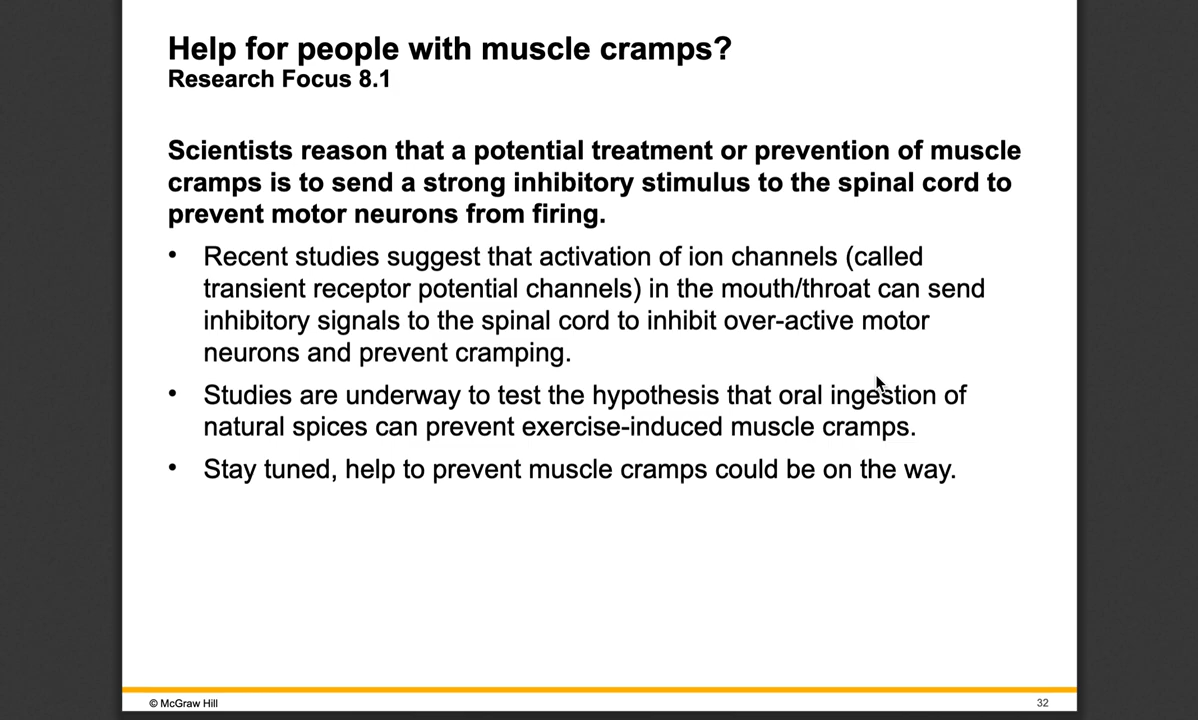 Help for people with muscle cramps?
Research Focus 8.1
Scientists reason that a potential treatment or prevention of muscle
cramps is to send a strong inhibitory stimulus to the spinal cord to
prevent motor neurons from firing.
• Recent studies suggest that activation of ion channels (called
transient receptor potential channels) in the mouth/throat can send
inhibitory signals to the spinal cord to inhibit over-active motor
neurons and prevent cramping.
• Studies are underway to test the hypothesis that oral ingestion of
natural spices can prevent exercise-induced muscle cramps.
• Stay tuned, help to prevent muscle cramps could be on the way.
© McGraw Hill
32